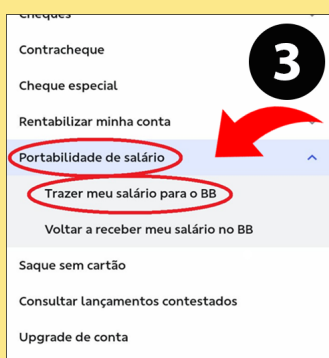 Cheques
Contracheque
3
Cheque especial
Rentabilizar minha conta
Portabilidade de salário
Trazer meu salário para o BB
Voltar a receber meu salário no BB
Saque sem cartão
Consultar lançamentos contestados
Upgrade de conta